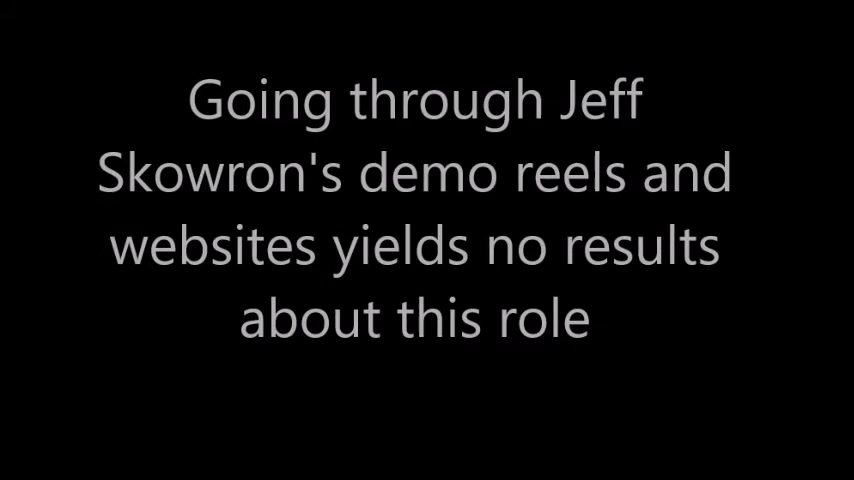 Going through Jeff
Skowron's demo reels and
websites yields no results
about this role